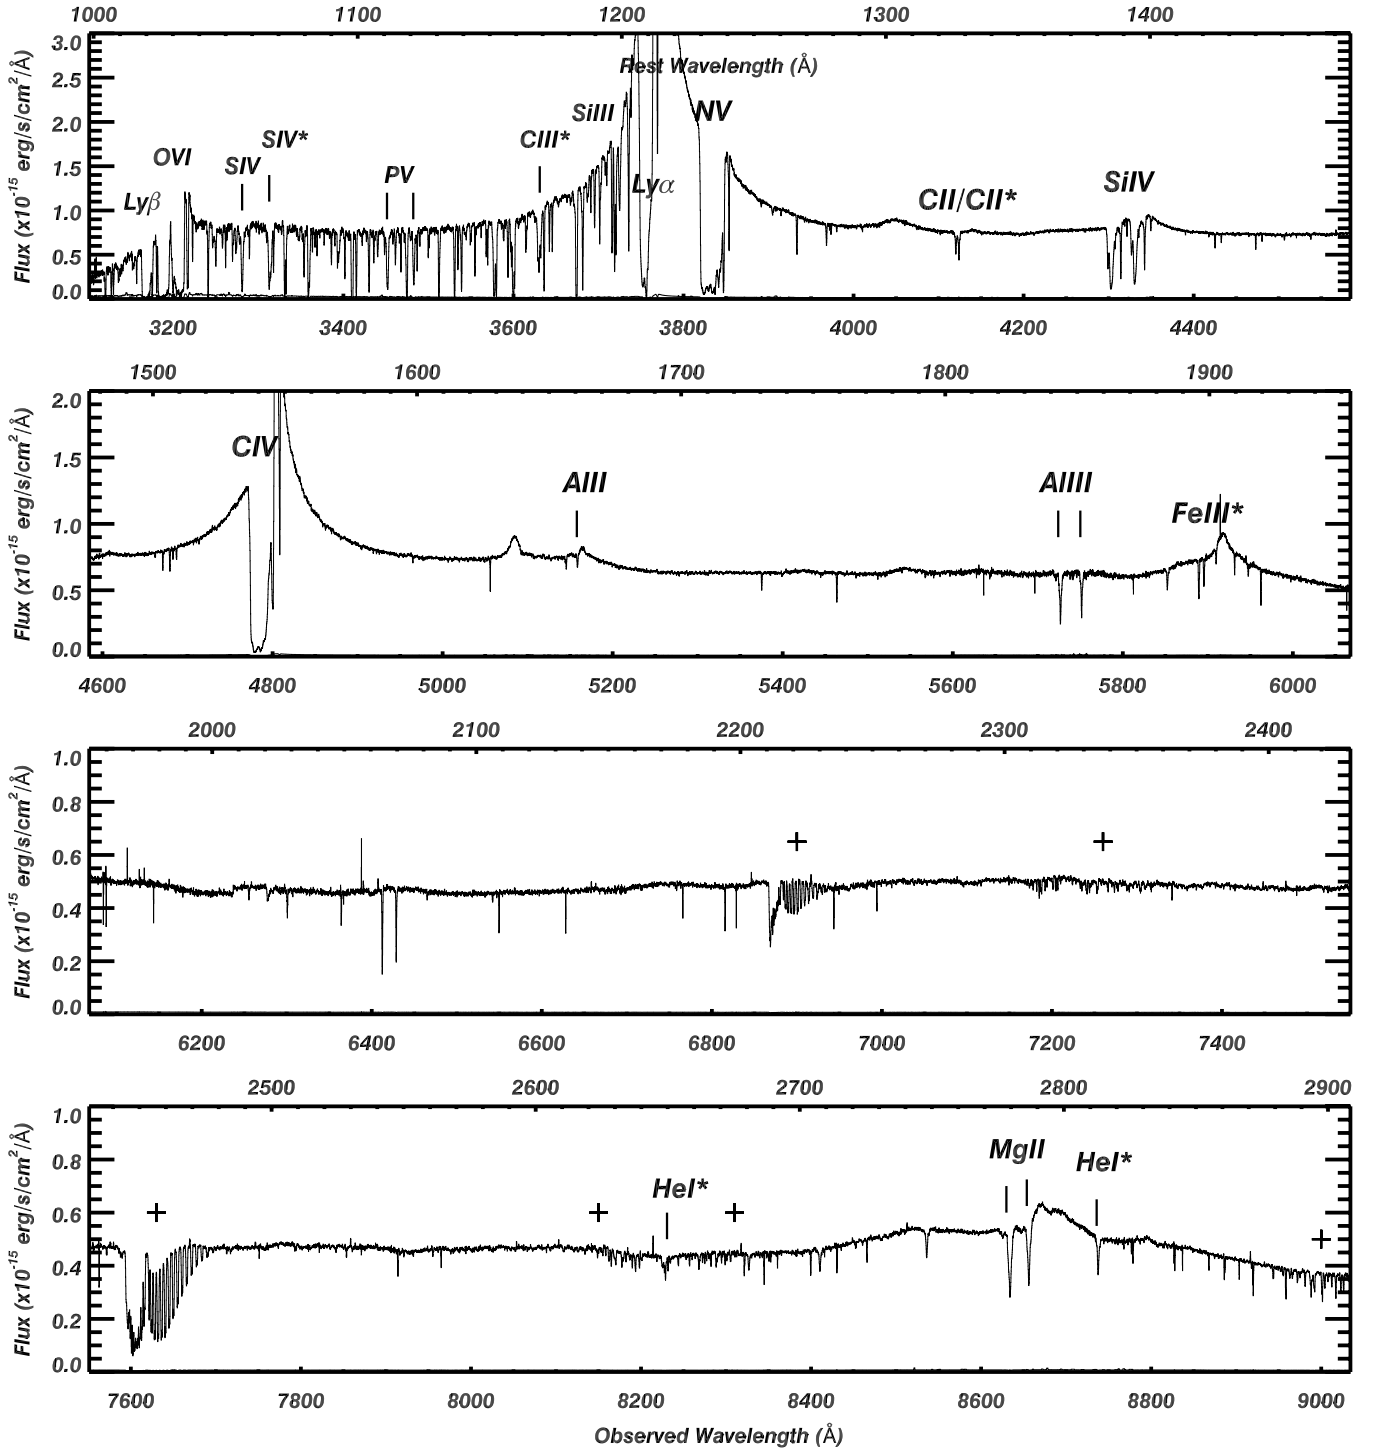 1000 1100 1200 1300 1400
Flux (x10⁻¹⁵ erg/s/cm²/Å)
3.0
2.5
2.0
1.5
1.0
0.5
0.0
Rest Wavelength (Å)
Lyβ
OVI
SIV
SIV*
PV
CIII*
SiIII
Lyα
NV
CII/CII*
SiIV
3200 3400 3600 3800 4000 4200 4400
1500 1600 1700 1800 1900
Flux (x10⁻¹⁵ erg/s/cm²/Å)
2.0
1.5
1.0
0.5
0.0
CIV
AlII
AlIII
FeIII*
4600 4800 5000 5200 5400 5600 5800 6000
2000 2100 2200 2300 2400
Flux (x10⁻¹⁵ erg/s/cm²/Å)
1.0
0.8
0.6
0.4
0.2
0.0
+ +
6200 6400 6600 6800 7000 7200 7400
2500 2600 2700 2800 2900
Flux (x10⁻¹⁵ erg/s/cm²/Å)
1.0
0.8
0.6
0.4
0.2
0.0
MgII
HeI*
HeI*
+ + + +
7600 7800 8000 8200 8400 8600 8800 9000
Observed Wavelength (Å)